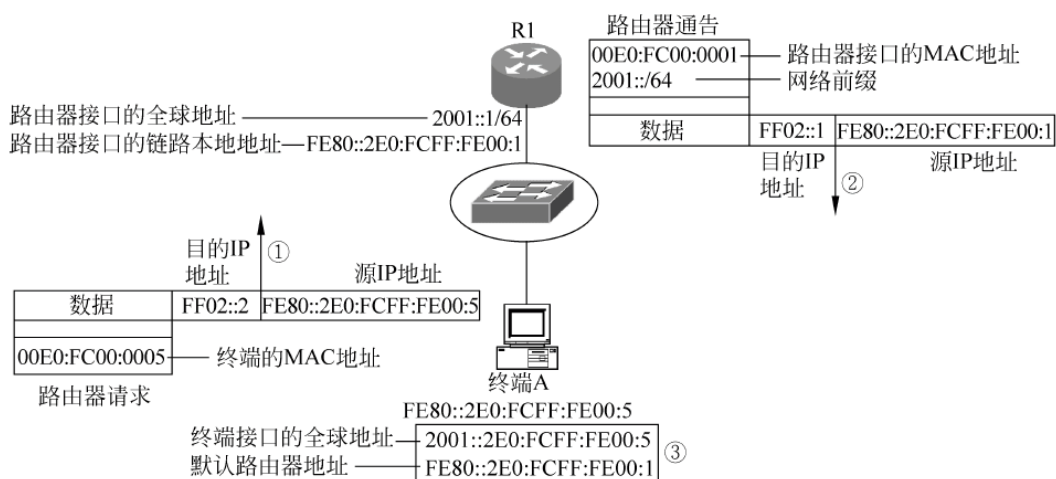 R1
路由器通告
00E0:FC00:0001
路由器接口的MAC地址
2001::/64
网络前缀
数据
FF02::1
FE80::2E0:FCFF:FE00:1
目的IP
地址
源IP地址
②
路由器接口的全球地址
2001::1/64
路由器接口的链路本地地址
FE80::2E0:FCFF:FE00:1
目的IP
地址
①
源IP地址
数据
FF02::2
FE80::2E0:FCFF:FE00:5
00E0:FC00:0005
终端的MAC地址
路由器请求
终端A
FE80::2E0:FCFF:FE00:5
终端接口的全球地址
2001::2E0:FCFF:FE00:5
默认路由器地址
FE80::2E0:FCFF:FE00:1
③